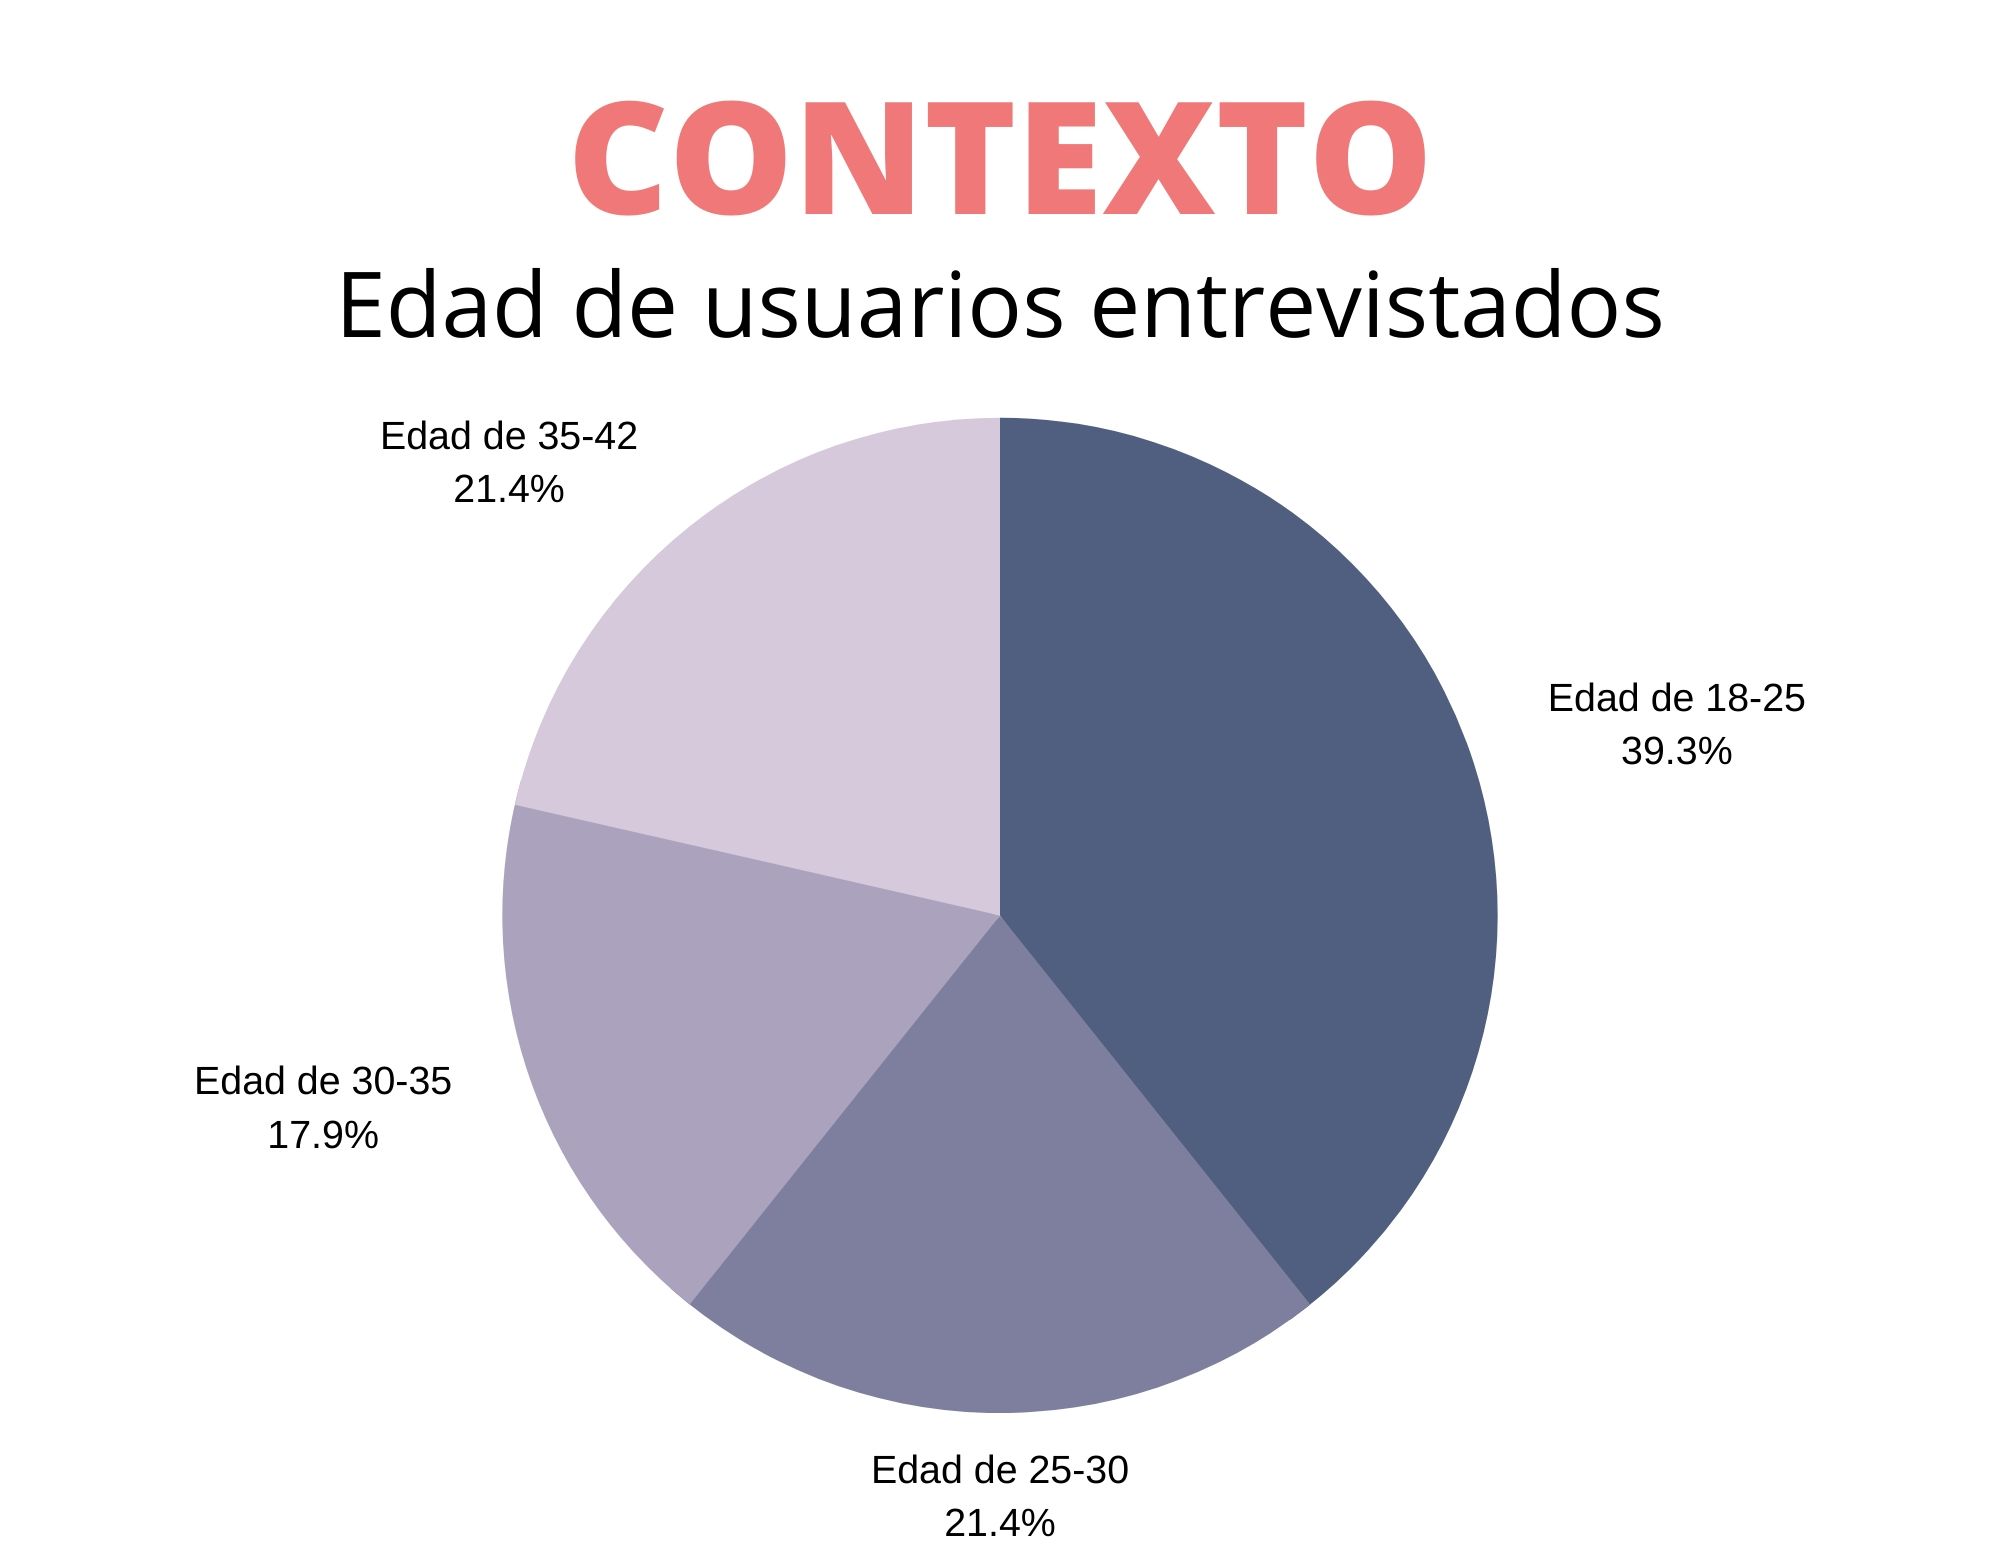 CONTEXTO
Edad de usuarios entrevistados
Edad de 35-42
21.4%
Edad de 18-25
39.3%
Edad de 30-35
17.9%
Edad de 25-30
21.4%